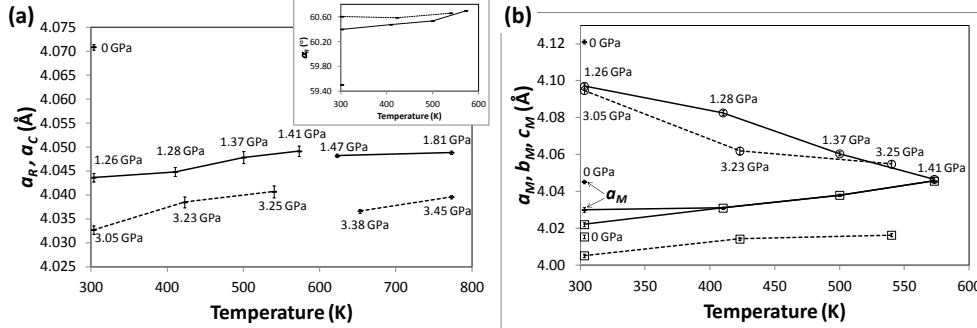 (a)
4.075
4.070
4.065
4.060
4.055
4.050
4.045
4.040
4.035
4.030
4.025
a_R, a_C (Å)
0 GPa
1.26 GPa
1.28 GPa
1.37 GPa
1.41 GPa
1.47 GPa
1.81 GPa
3.05 GPa
3.23 GPa
3.25 GPa
3.38 GPa
3.45 GPa
300 400 500 600 700 800
Temperature (K)
60.60
60.20
59.80
59.40
α_R (°)
300 400 500 600
Temperature (K)
(b)
4.12
4.10
4.08
4.06
4.04
4.02
4.00
a_M, b_M, c_M (Å)
0 GPa
1.26 GPa
3.05 GPa
1.28 GPa
3.23 GPa
1.37 GPa
3.25 GPa
1.41 GPa
0 GPa
a_M
0 GPa
300 350 400 450 500 550 600
Temperature (K)